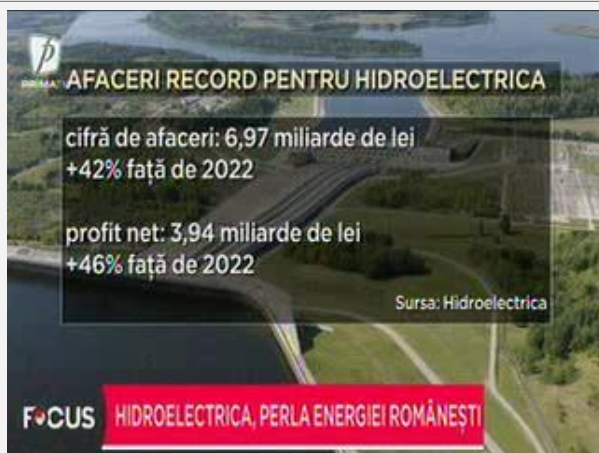 AFACERI RECORD PENTRU HIDROELECTRICA
cifră de afaceri: 6,97 miliarde de lei
+42% față de 2022
profit net: 3,94 miliarde de lei
+46% față de 2022
Sursa: Hidroelectrica
FOCUS
HIDROELECTRICA, PERLA ENERGIEI ROMÂNEȘTI